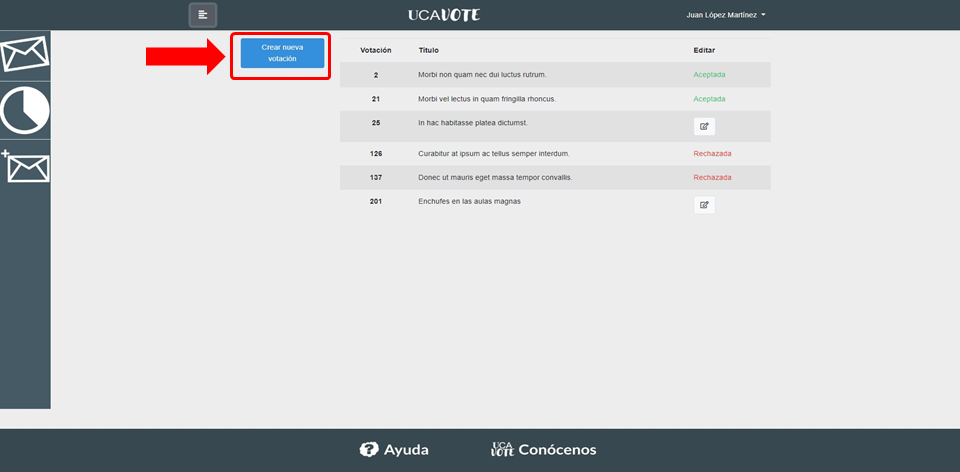 UCAVOTE
Juan López Martínez
Crear nueva
votación
Votación Título Editar
2 Morbi non quam nec dui luctus rutrum. Aceptada
21 Morbi vel lectus in quam fringilla rhoncus. Aceptada
25 In hac habitasse platea dictumst.
126 Curabitur at ipsum ac tellus semper interdum. Rechazada
137 Donec ut mauris eget massa tempor convallis. Rechazada
201 Enchufes en las aulas magnas
? Ayuda
UCA
VOTE Conócenos